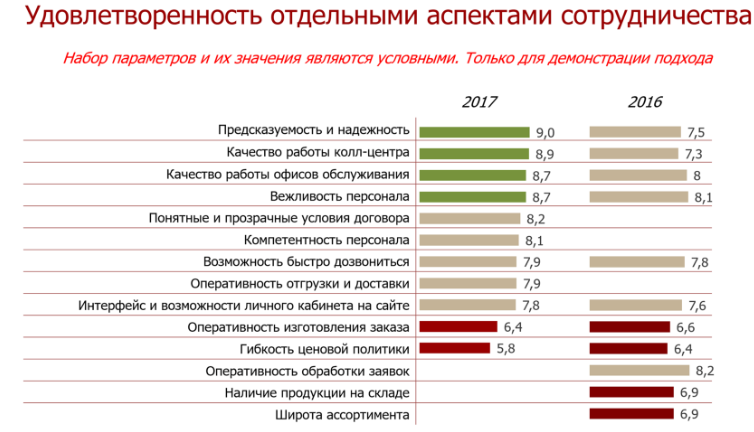 Удовлетворенность отдельными аспектами сотрудничества
Набор параметров и их значения являются условными. Только для демонстрации подхода
2017 2016
Предсказуемость и надежность 9,0 7,5
Качество работы колл-центра 8,9 7,3
Качество работы офисов обслуживания 8,7 8
Вежливость персонала 8,7 8,1
Понятные и прозрачные условия договора 8,2
Компетентность персонала 8,1
Возможность быстро дозвониться 7,9 7,8
Оперативность отгрузки и доставки 7,9
Интерфейс и возможности личного кабинета на сайте 7,8 7,6
Оперативность изготовления заказа 6,4 6,6
Гибкость ценовой политики 5,8 6,4
Оперативность обработки заявок 8,2
Наличие продукции на складе 6,9
Широта ассортимента 6,9